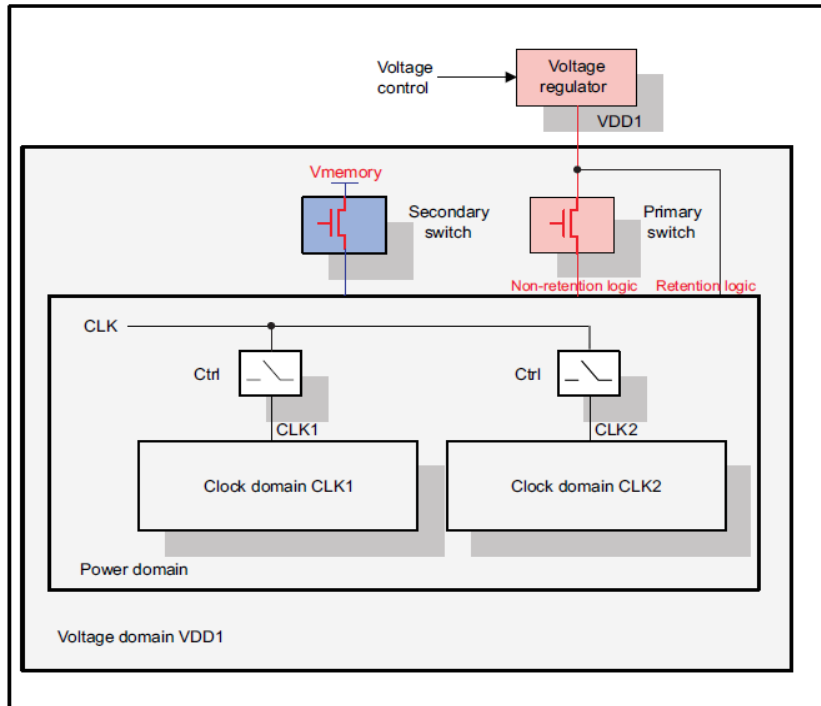 Voltage
control
Voltage
regulator
VDD1
Vmemory
Secondary
switch
Primary
switch
Non-retention logic
Retention logic
CLK
Ctrl
Ctrl
CLK1
CLK2
Clock domain CLK1
Clock domain CLK2
Power domain
Voltage domain VDD1